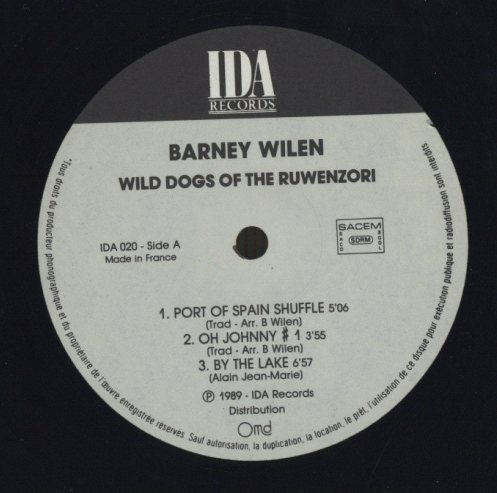 IDA
RECORDS
BARNEY WILEN
WILD DOGS OF THE RUWENZORI
IDA 020 - Side A
Made in France
SACEM
SACD
SDRM
SGDL
1. PORT OF SPAIN SHUFFLE 5'06
(Trad - Arr. B Wilen)
2. OH JOHNNY # 1 3'55
(Trad - Arr. B Wilen)
3. BY THE LAKE 6'57
(Alain Jean-Marie)
℗ 1989 - IDA Records
Distribution
Omd
"Tous droits du producteur phonographique et du propriétaire de l'œuvre enregistrée réservés. Sauf autorisation, la duplication, la location, le prêt, l'utilisation de ce disque pour exécution publique et radiodiffusion sont interdits.